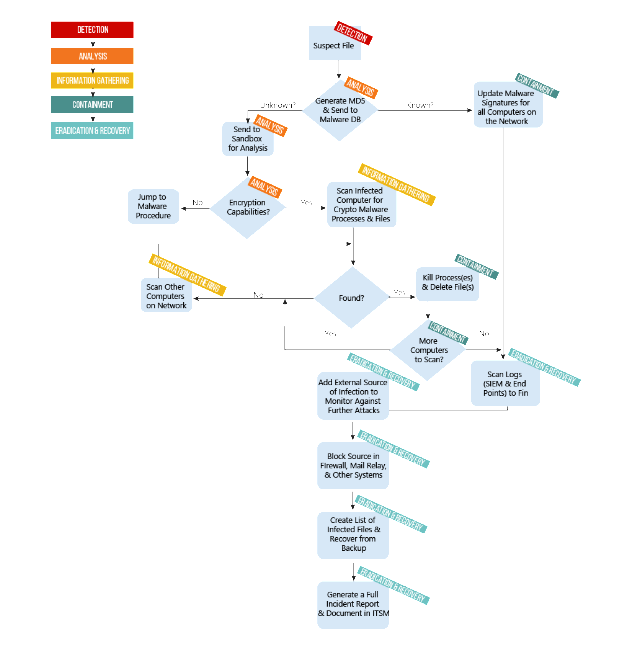 DETECTION
ANALYSIS
INFORMATION GATHERING
CONTAINMENT
ERADICATION & RECOVERY
DETECTION
Suspect File
ANALYSIS
Generate MD5
& Send to
Malware DB
Unknown?
Known?
CONTAINMENT
Update Malware
Signatures for
all Computers on
the Network
ANALYSIS
Send to
Sandbox
for Analysis
ANALYSIS
Encryption
Capabilities?
No
Jump to
Malware
Procedure
Yes
INFORMATION GATHERING
Scan Infected
Computer for
Crypto Malware
Processes & Files
INFORMATION GATHERING
Scan Other
Computers
on Network
No
Found?
Yes
CONTAINMENT
Kill Process(es)
& Delete File(s)
CONTAINMENT
More
Computers
to Scan?
Yes
No
ERADICATION & RECOVERY
Scan Logs
(SIEM & End
Points) to Fin
ERADICATION & RECOVERY
Add External Source
of Infection to
Monitor Against
Further Attacks
ERADICATION & RECOVERY
Block Source in
Firewall, Mail Relay,
& Other Systems
ERADICATION & RECOVERY
Create List of
Infected Files &
Recover from
Backup
ERADICATION & RECOVERY
Generate a Full
Incident Report
& Document in ITSM